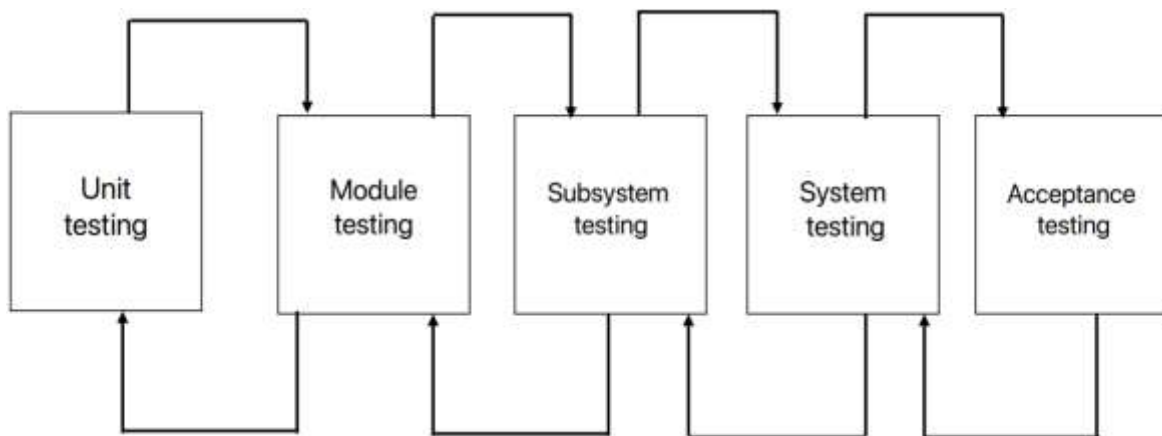 Unit
testing
Module
testing
Subsystem
testing
System
testing
Acceptance
testing